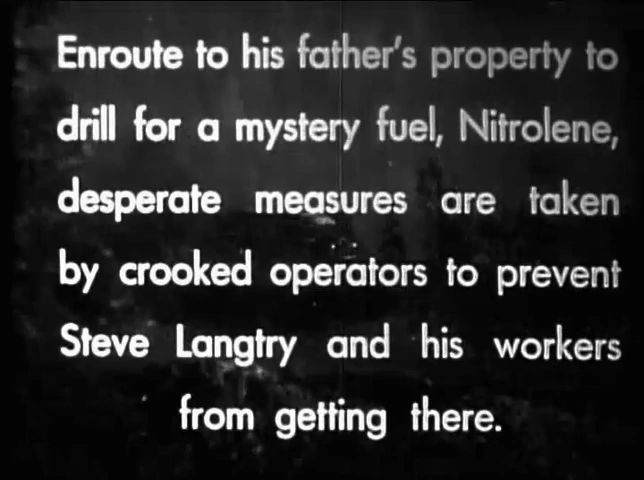 Enroute to his father's property to
drill for a mystery fuel, Nitrolene,
desperate measures are taken
by crooked operators to prevent
Steve Langtry and his workers
from getting there.